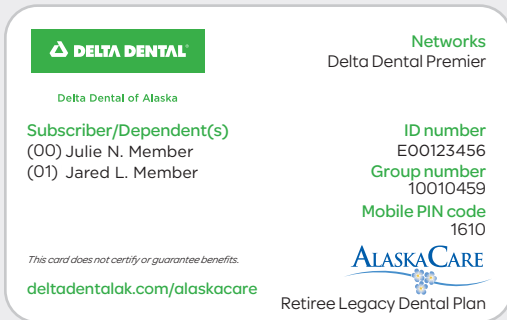 DELTA DENTAL®
Delta Dental of Alaska
Networks
Delta Dental Premier
Subscriber/Dependent(s)
(00) Julie N. Member
(01) Jared L. Member
ID number
E00123456
Group number
10010459
Mobile PIN code
1610
This card does not certify or guarantee benefits.
deltadentalak.com/alaskacare
ALASKACARE
Retiree Legacy Dental Plan